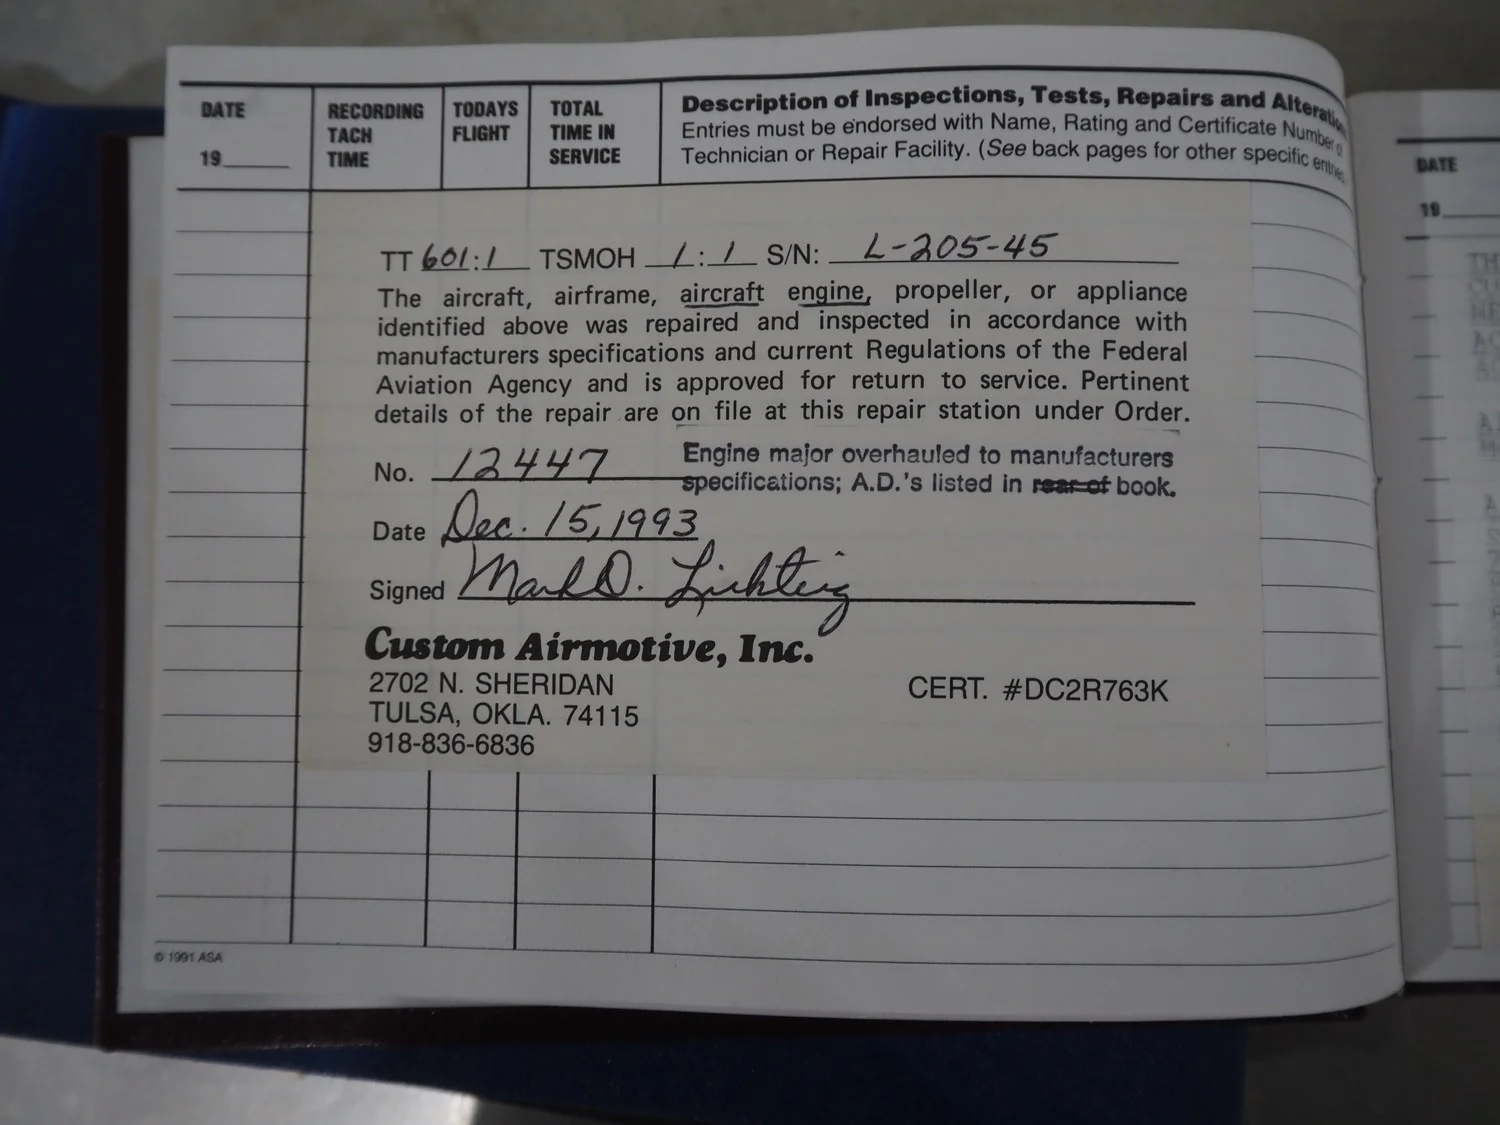 DATE
19____
RECORDING
TACH
TIME
TODAYS
FLIGHT
TOTAL
TIME IN
SERVICE
Description of Inspections, Tests, Repairs and Alteration
Entries must be endorsed with Name, Rating and Certificate Number of
Technician or Repair Facility. (See back pages for other specific entries.
TT 601:1 TSMOH 1:1 S/N: L-205-45
The aircraft, airframe, aircraft engine, propeller, or appliance
identified above was repaired and inspected in accordance with
manufacturers specifications and current Regulations of the Federal
Aviation Agency and is approved for return to service. Pertinent
details of the repair are on file at this repair station under Order.
No. 12447
Engine major overhauled to manufacturers
specifications; A.D.'s listed in rear of book.
Date Dec. 15, 1993
Signed Mark D. Lichtig
Custom Airmotive, Inc.
2702 N. SHERIDAN
TULSA, OKLA. 74115
918-836-6836
CERT. #DC2R763K
© 1991 ASA
DATE
19____